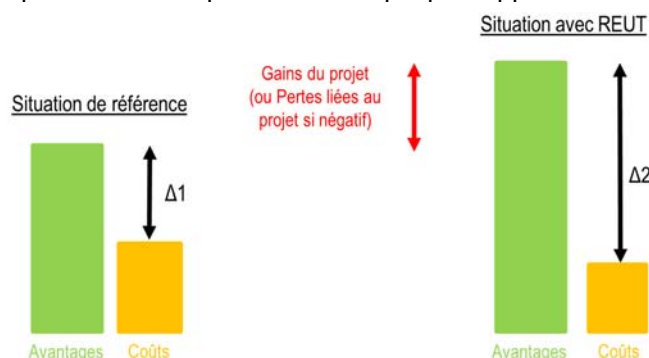 Situation avec REUT
Gains du projet
(ou Pertes liées au
projet si négatif)
Situation de référence
Δ1
Δ2
Avantages
Coûts
Avantages
Coûts